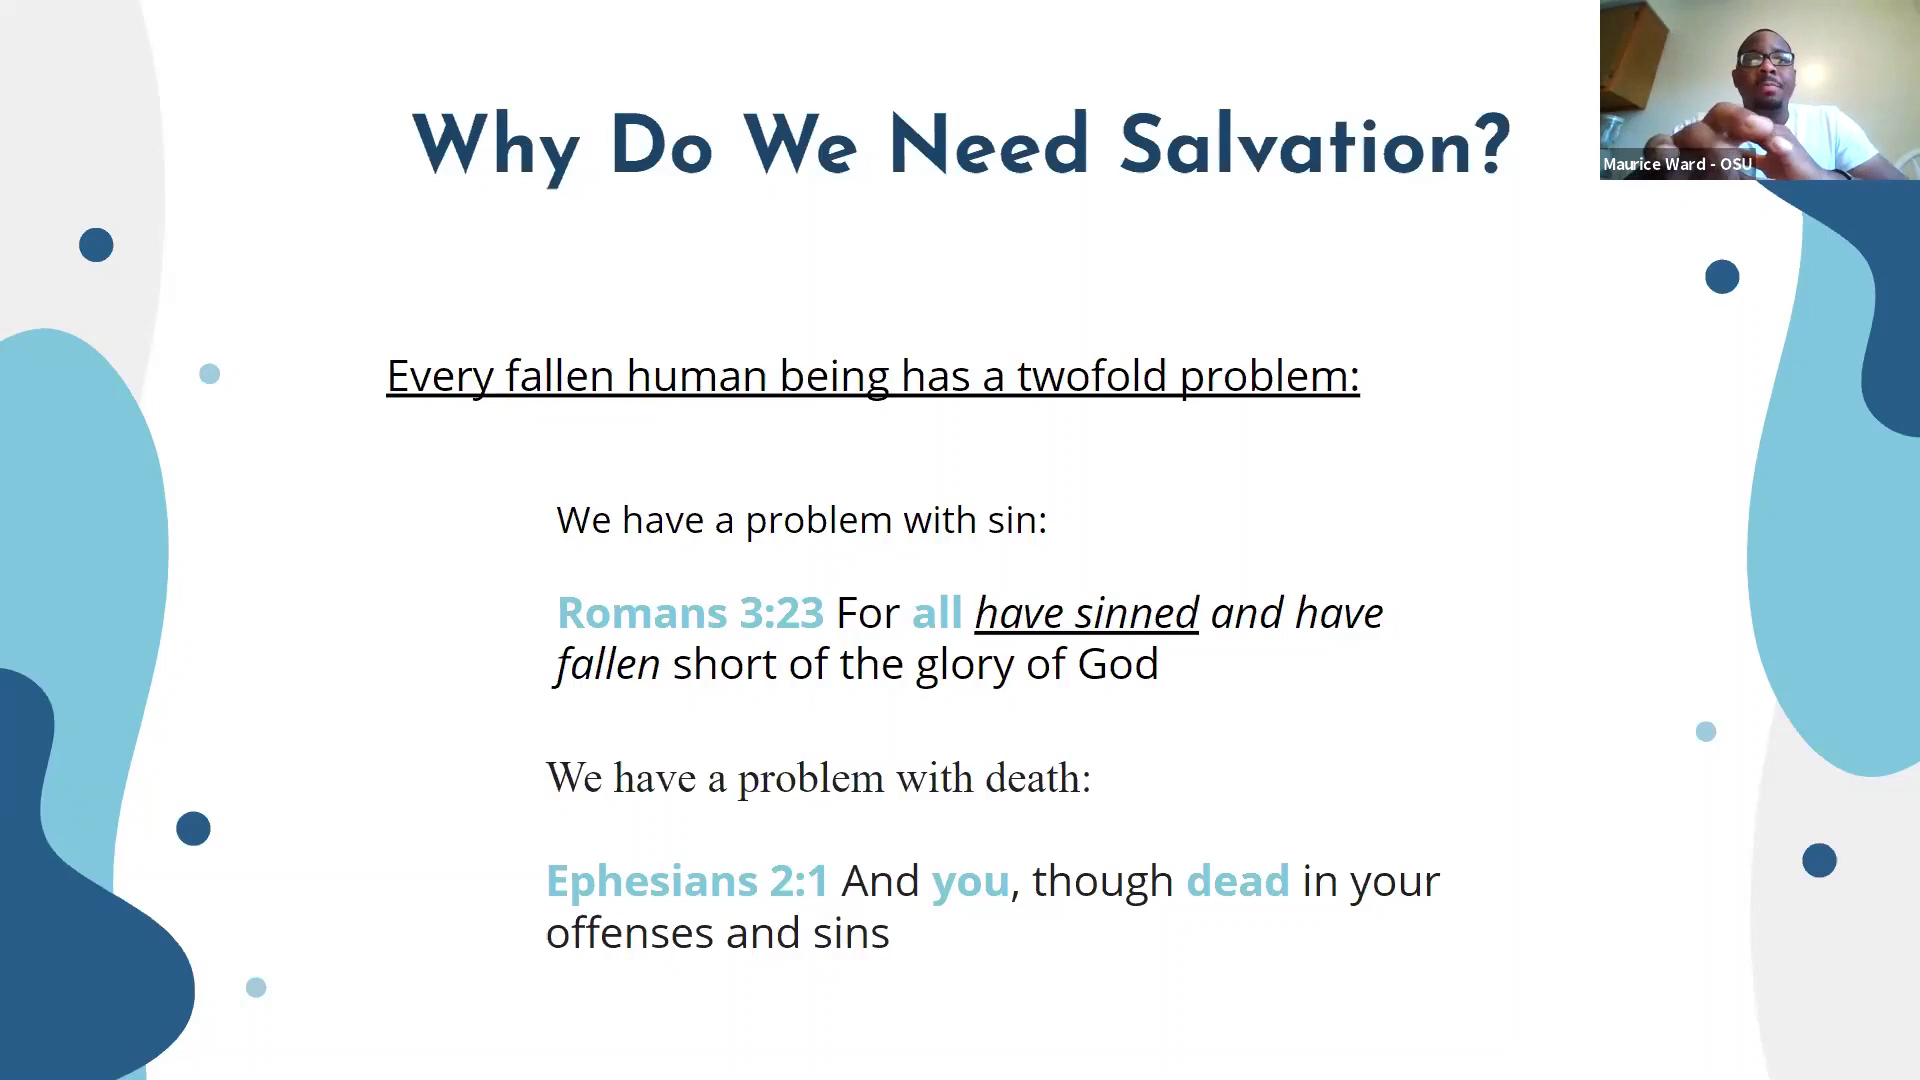 Why Do We Need Salvation?
Maurice Ward - OSU
Every fallen human being has a twofold problem:
We have a problem with sin:
Romans 3:23 For all have sinned and have
fallen short of the glory of God
We have a problem with death:
Ephesians 2:1 And you, though dead in your
offenses and sins